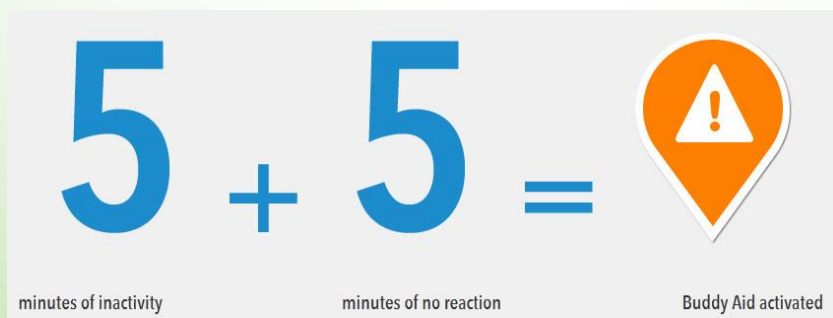 5 + 5 = !
minutes of inactivity minutes of no reaction Buddy Aid activated